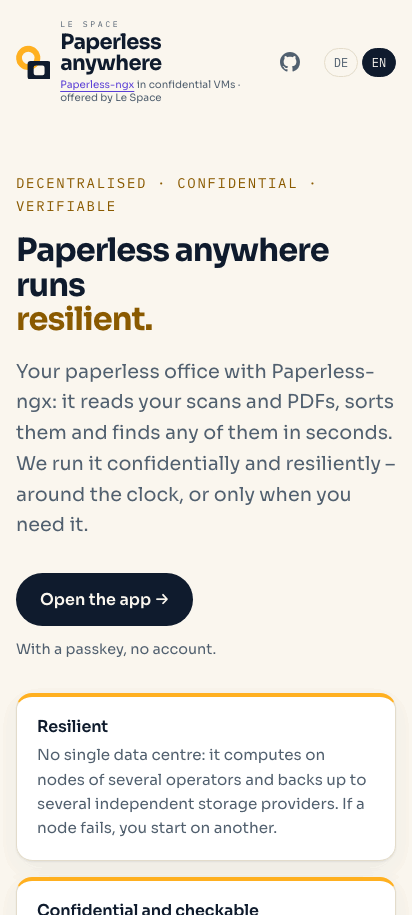 LE SPACE
Paperless
anywhere
Paperless-ngx in confidential VMs ·
offered by Le Space
DE
EN
DECENTRALISED · CONFIDENTIAL ·
VERIFIABLE
Paperless anywhere
runs
resilient.
Your paperless office with Paperless-
ngx: it reads your scans and PDFs, sorts
them and finds any of them in seconds.
We run it confidentially and resiliently –
around the clock, or only when you
need it.
Open the app →
With a passkey, no account.
Resilient
No single data centre: it computes on
nodes of several operators and backs up to
several independent storage providers. If a
node fails, you start on another.
Confidential and checkable